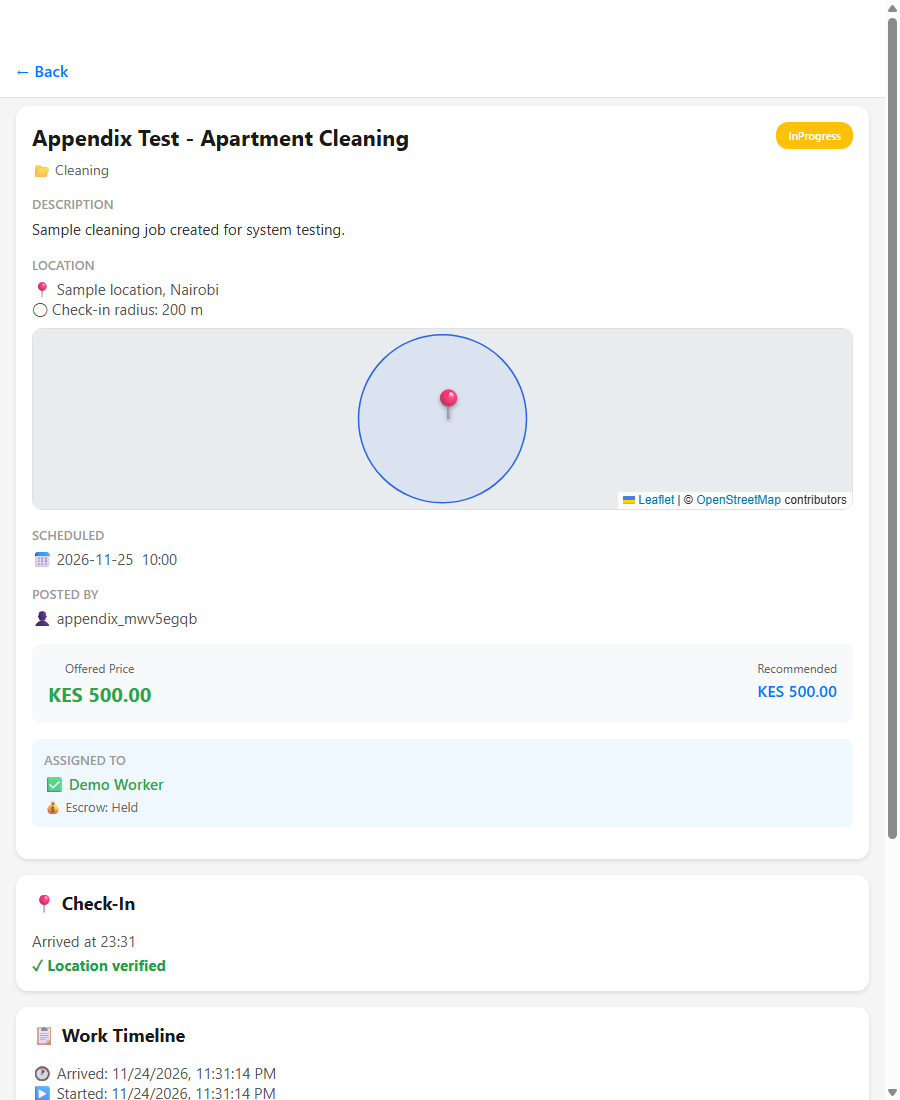 ← Back
Appendix Test - Apartment Cleaning
InProgress
Cleaning
DESCRIPTION
Sample cleaning job created for system testing.
LOCATION
Sample location, Nairobi
Check-in radius: 200 m
Leaflet | © OpenStreetMap contributors
SCHEDULED
2026-11-25 10:00
POSTED BY
appendix_mwv5egqb
Offered Price
KES 500.00
Recommended
KES 500.00
ASSIGNED TO
Demo Worker
Escrow: Held
Check-In
Arrived at 23:31
✓ Location verified
Work Timeline
Arrived: 11/24/2026, 11:31:14 PM
Started: 11/24/2026, 11:31:14 PM